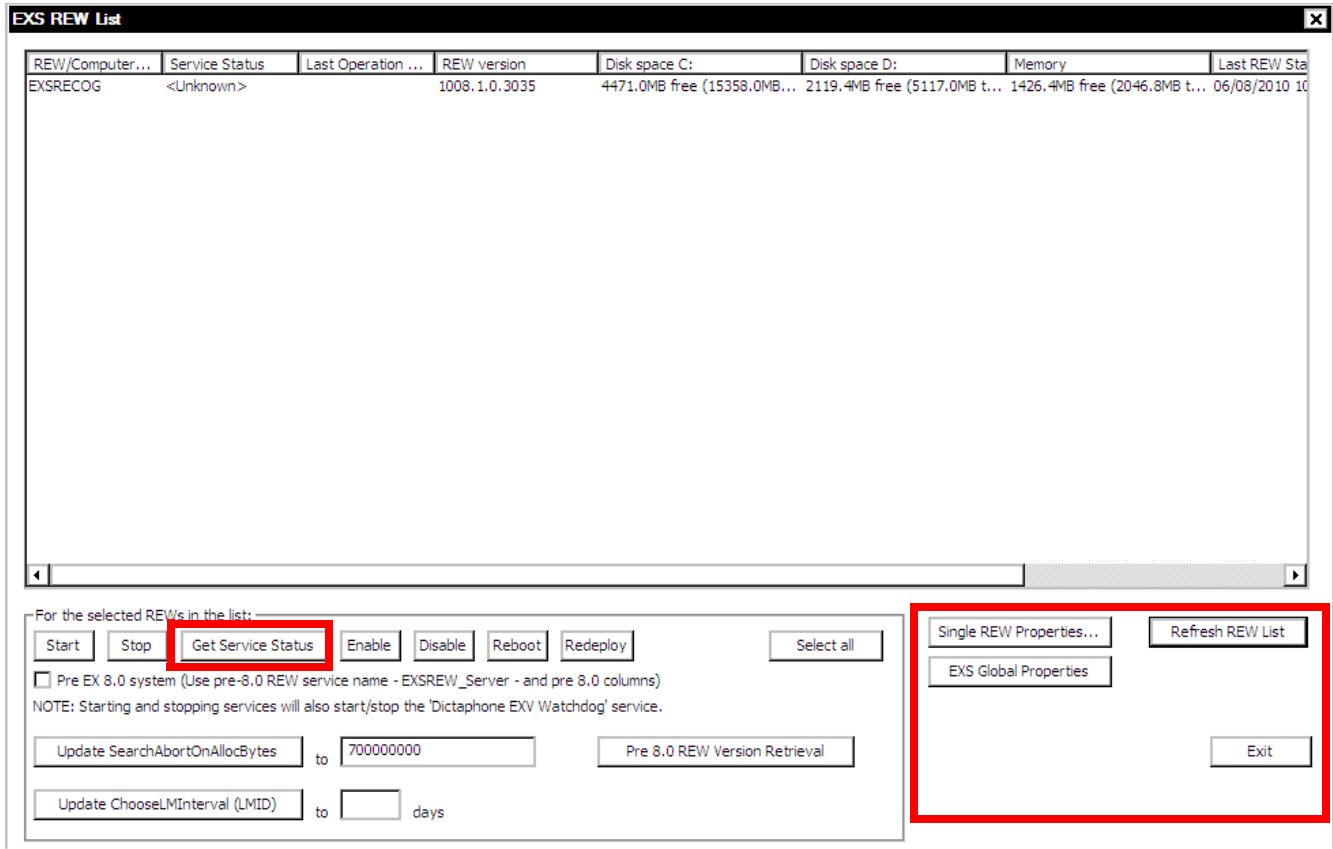 EXS REW List
REW/Computer... Service Status Last Operation ... REW version Disk space C: Disk space D: Memory Last REW Sta
EXSRECOG <Unknown> 1008.1.0.3035 4471.0MB free (15358.0MB... 2119.4MB free (5117.0MB t... 1426.4MB free (2046.8MB t... 06/08/2010 10
For the selected REWs in the list:
Start Stop Get Service Status Enable Disable Reboot Redeploy Select all
Single REW Properties... Refresh REW List
EXS Global Properties
Pre EX 8.0 system (Use pre-8.0 REW service name - EXSREW_Server - and pre 8.0 columns)
NOTE: Starting and stopping services will also start/stop the 'Dictaphone EXV Watchdog' service.
Update SearchAbortOnAllocBytes to 700000000 Pre 8.0 REW Version Retrieval Exit
Update ChooseLMInterval (LMID) to days